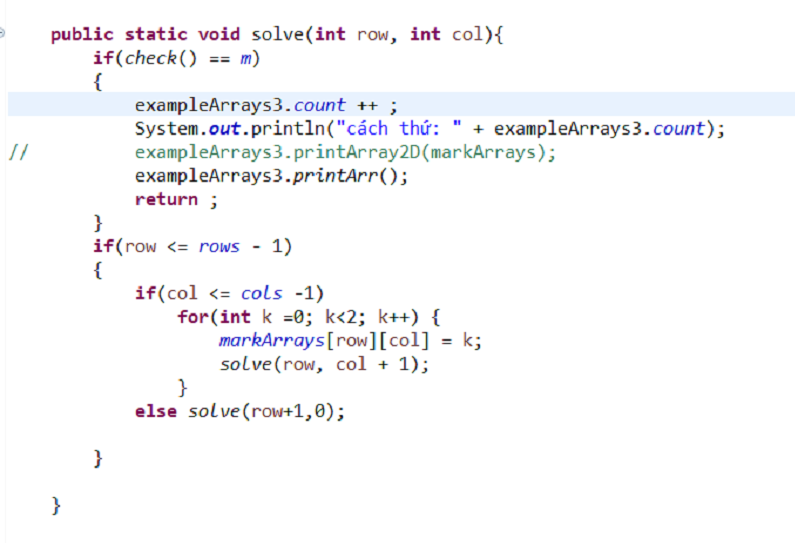 public static void solve(int row, int col){
if(check() == m)
{
exampleArrays3.count ++ ;
System.out.println("cách thứ: " + exampleArrays3.count);
// exampleArrays3.printArray2D(markArrays);
exampleArrays3.printArr();
return ;
}
if(row <= rows - 1)
{
if(col <= cols -1)
for(int k =0; k<2; k++) {
markArrays[row][col] = k;
solve(row, col + 1);
}
else solve(row+1,0);
}
}